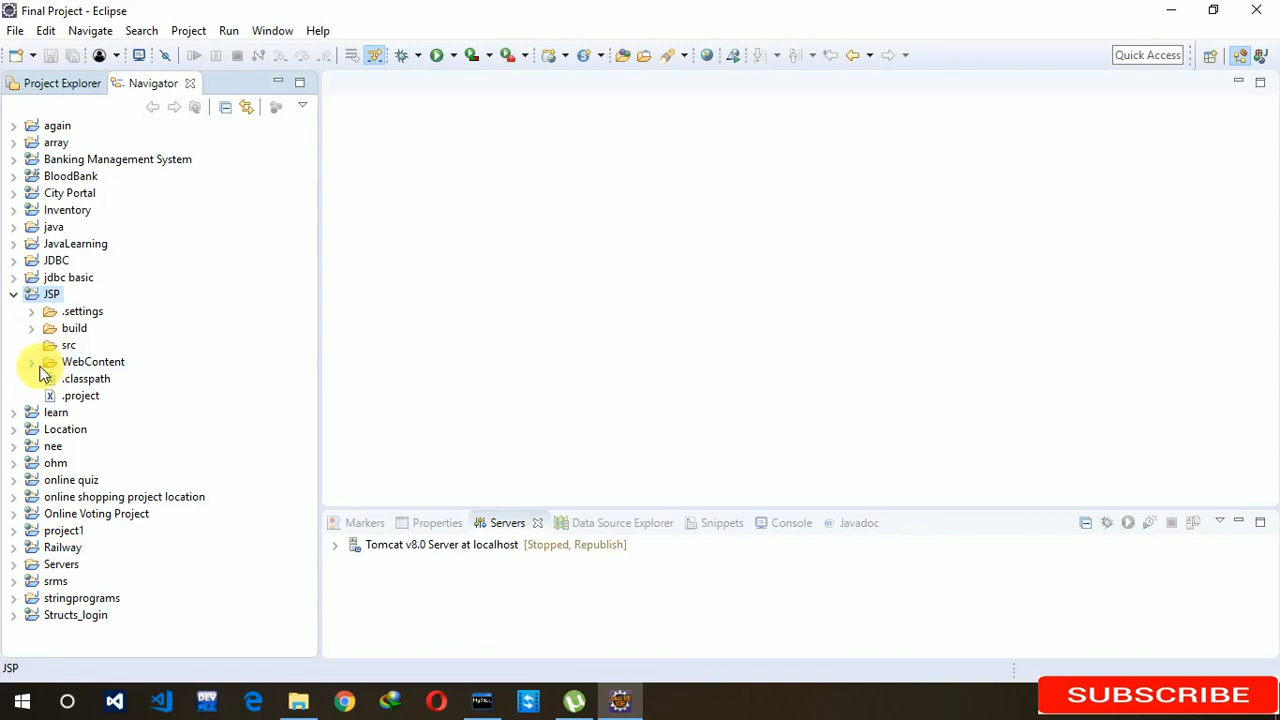 Final Project - Eclipse
File Edit Navigate Search Project Run Window Help
Quick Access
Project Explorer Navigator
again
array
Banking Management System
BloodBank
City Portal
Inventory
java
JavaLearning
JDBC
jdbc basic
JSP
.settings
build
src
WebContent
.classpath
.project
learn
Location
nee
ohm
online quiz
online shopping project location
Online Voting Project
project1
Railway
Servers
srms
stringprograms
Structs_login
Markers Properties Servers Data Source Explorer Snippets Console Javadoc
Tomcat v8.0 Server at localhost [Stopped, Republish]
JSP
SUBSCRIBE